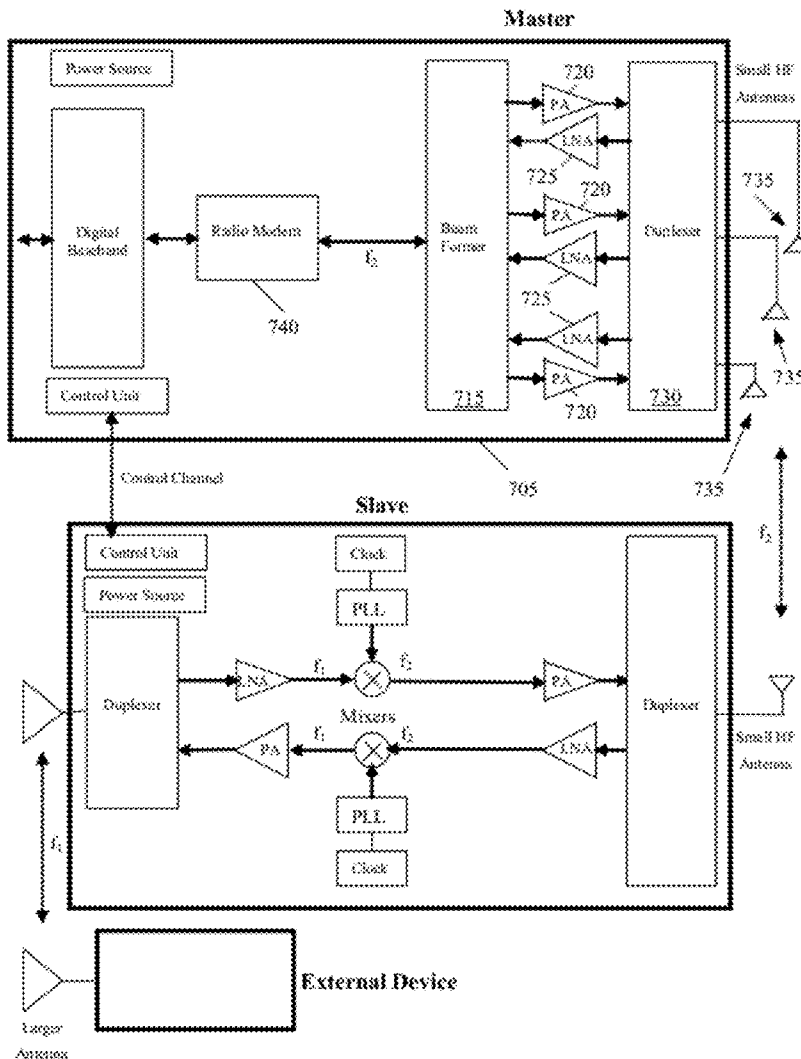 Master
Power Source
Small HF
Antennas
720
PA
LNA
725
720
735
Digital
Baseband
Radio Modem
Beam
Former
PA
Duplexer
f₂
LNA
740
725
LNA
735
Control Unit
715
PA
730
720
705
735
Control Channel
Slave
f₂
Control Unit
Clock
Power Source
PLL
LNA
f₁
f₂
PA
Duplexer
Mixers
Duplexer
PA
f₁
f₂
LNA
Small HF
Antenna
PLL
f₁
Clock
External Device
Larger
Antenna